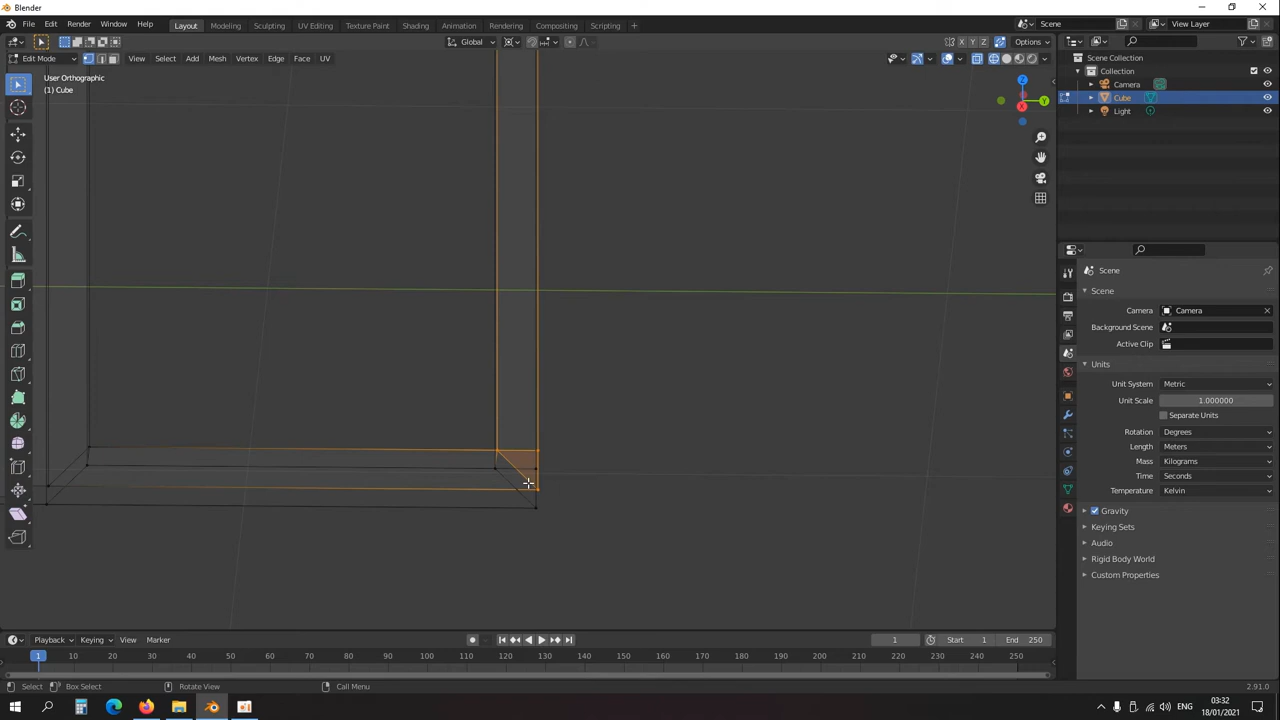 Blender
File Edit Render Window Help Layout Modeling Sculpting UV Editing Texture Paint Shading Animation Rendering Compositing Scripting + Scene View Layer
Global X Y Z Options
Edit Mode View Select Add Mesh Vertex Edge Face UV
User Orthographic
(1) Cube
Z
Y
X
Scene Collection
Collection
Camera
Cube
Light
Scene
Scene
Camera Camera
Background Scene
Active Clip
Units
Unit System Metric
Unit Scale 1.000000
Separate Units
Rotation Degrees
Length Meters
Mass Kilograms
Time Seconds
Temperature Kelvin
Gravity
Keying Sets
Audio
Rigid Body World
Custom Properties
Playback Keying View Marker 1 Start 1 End 250
1 10 20 30 40 50 60 70 80 90 100 110 120 130 140 150 160 170 180 190 200 210 220 230 240 250
Select Box Select Rotate View Call Menu 2.91.0
ENG 03:32
18/01/2021